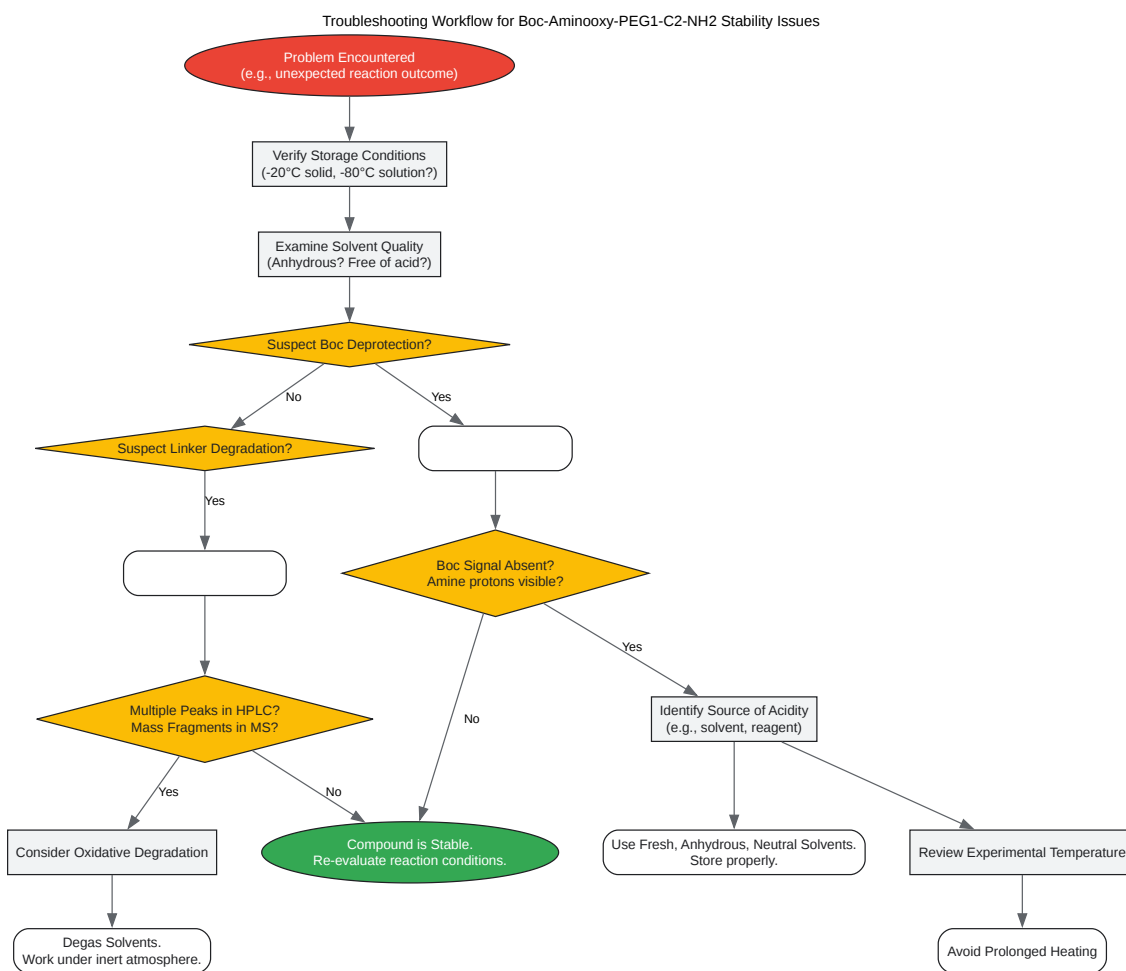 Troubleshooting Workflow for Boc-Aminooxy-PEG1-C2-NH2 Stability Issues
Problem Encountered
(e.g., unexpected reaction outcome)
Verify Storage Conditions
(-20°C solid, -80°C solution?)
Examine Solvent Quality
(Anhydrous? Free of acid?)
Suspect Boc Deprotection?
No
Yes
Suspect Linker Degradation?
Yes
Boc Signal Absent?
Amine protons visible?
Yes
No
Multiple Peaks in HPLC?
Mass Fragments in MS?
Identify Source of Acidity
(e.g., solvent, reagent)
Yes
No
Consider Oxidative Degradation
Compound is Stable.
Re-evaluate reaction conditions.
Use Fresh, Anhydrous, Neutral Solvents.
Store properly.
Review Experimental Temperature
Degas Solvents.
Work under inert atmosphere.
Avoid Prolonged Heating